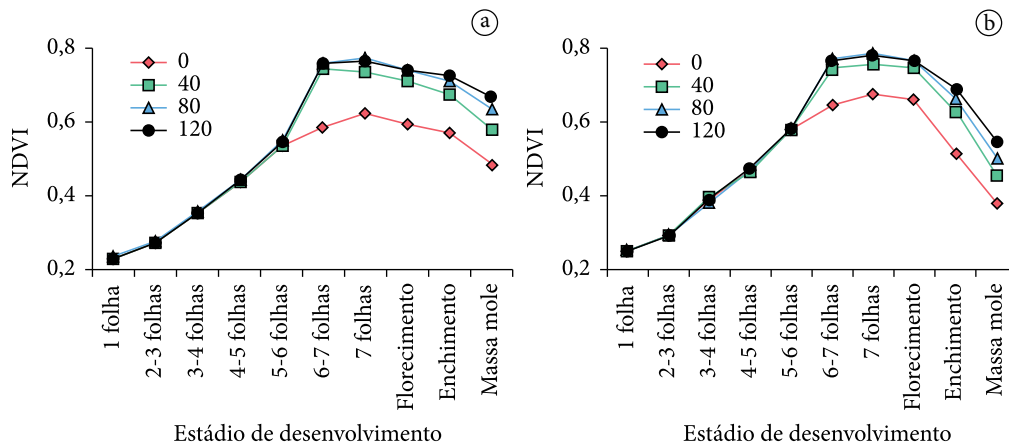 a
0,8
0,6
0,4
0,2
NDVI
0
40
80
120
1 folha
2-3 folhas
3-4 folhas
4-5 folhas
5-6 folhas
6-7 folhas
7 folhas
Florecimento
Enchimento
Massa mole
Estádio de desenvolvimento
b
0,8
0,6
0,4
0,2
NDVI
0
40
80
120
1 folha
2-3 folhas
3-4 folhas
4-5 folhas
5-6 folhas
6-7 folhas
7 folhas
Florecimento
Enchimento
Massa mole
Estádio de desenvolvimento